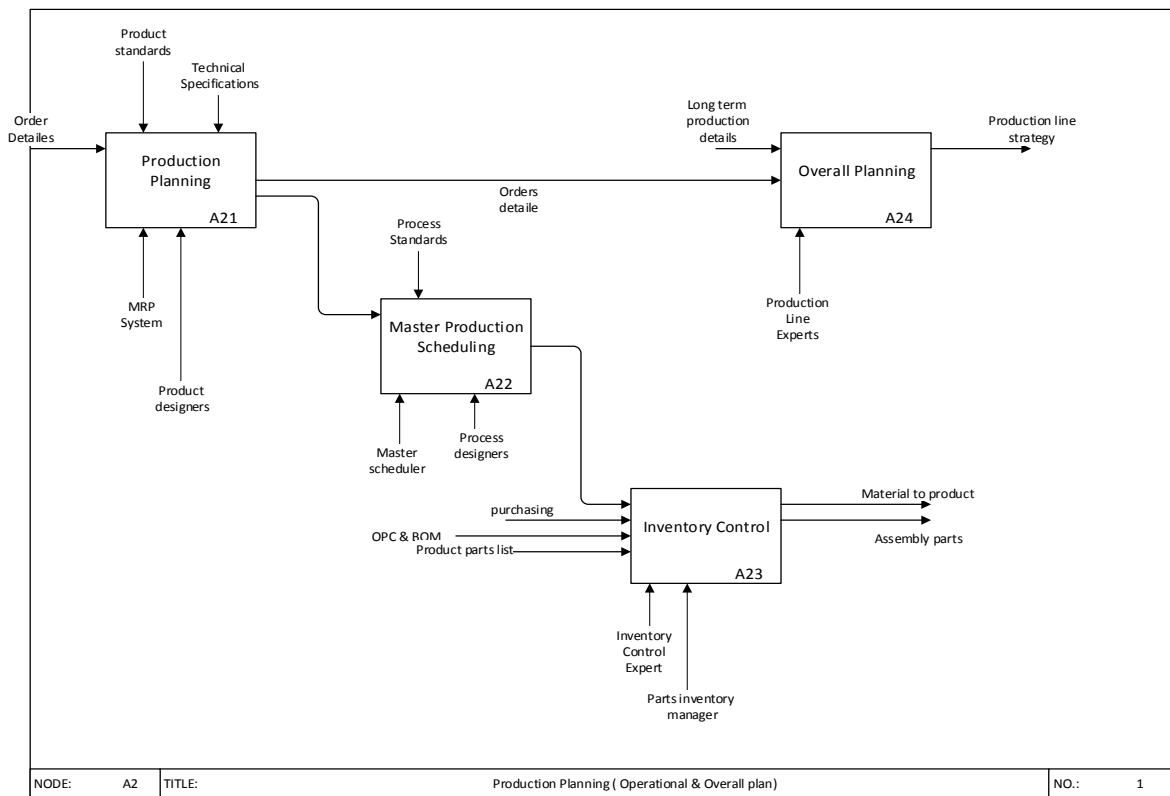 Product
standards
Technical
Specifications
Order
Detailes
Production
Planning
A21
MRP
System
Product
designers
Long term
production
details
Production line
strategy
Overall Planning
A24
Orders
detaile
Production
Line
Experts
Process
Standards
Master Production
Scheduling
A22
Master
scheduler
Process
designers
purchasing
OPC & BOM
Product parts list
Inventory Control
A23
Material to product
Assembly parts
Inventory
Control
Expert
Parts inventory
manager
NODE: A2 TITLE: Production Planning ( Operational & Overall plan) NO.: 1